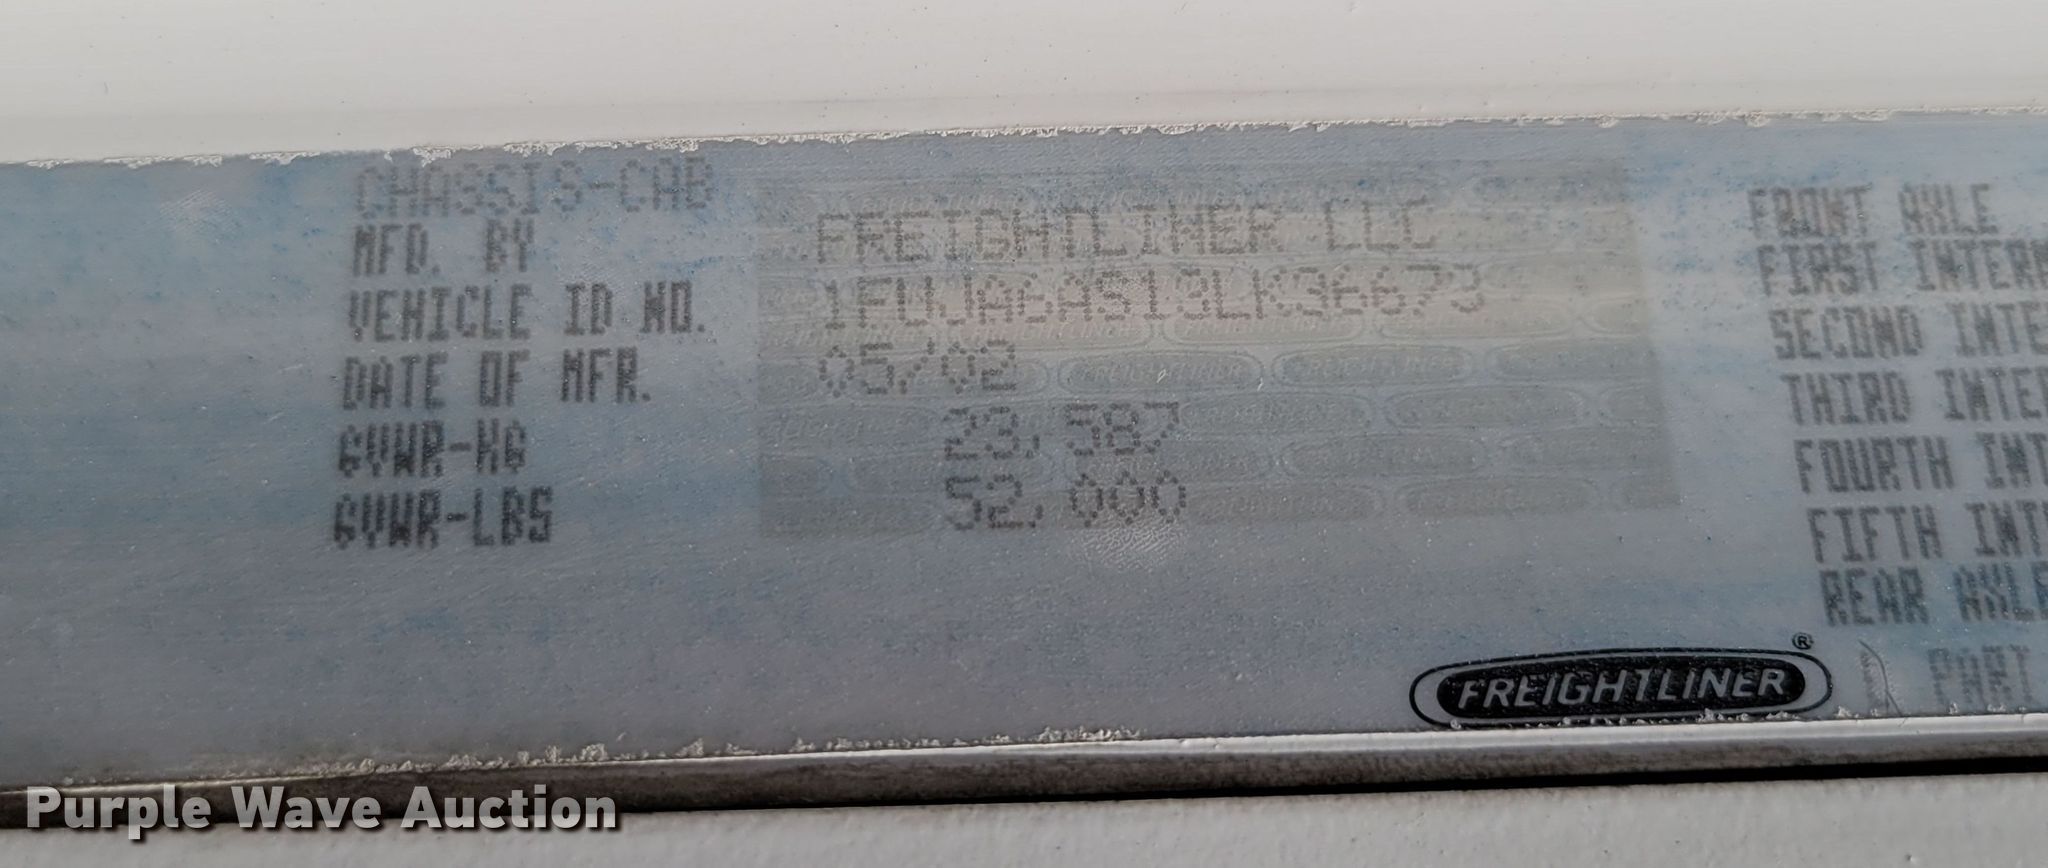 CHASSIS-CAB
MFD. BY FREIGHTLINER LLC
VEHICLE ID NO. 1FUJA6AS13LK36673
DATE OF MFR. 05/02
GVWR-KG 23,587
GVWR-LBS 52,000
FRONT AXLE
FIRST INTERM
SECOND INTE
THIRD INTE
FOURTH INT
FIFTH INT
REAR AXLE
FREIGHTLINER ®
PART
Purple Wave Auction